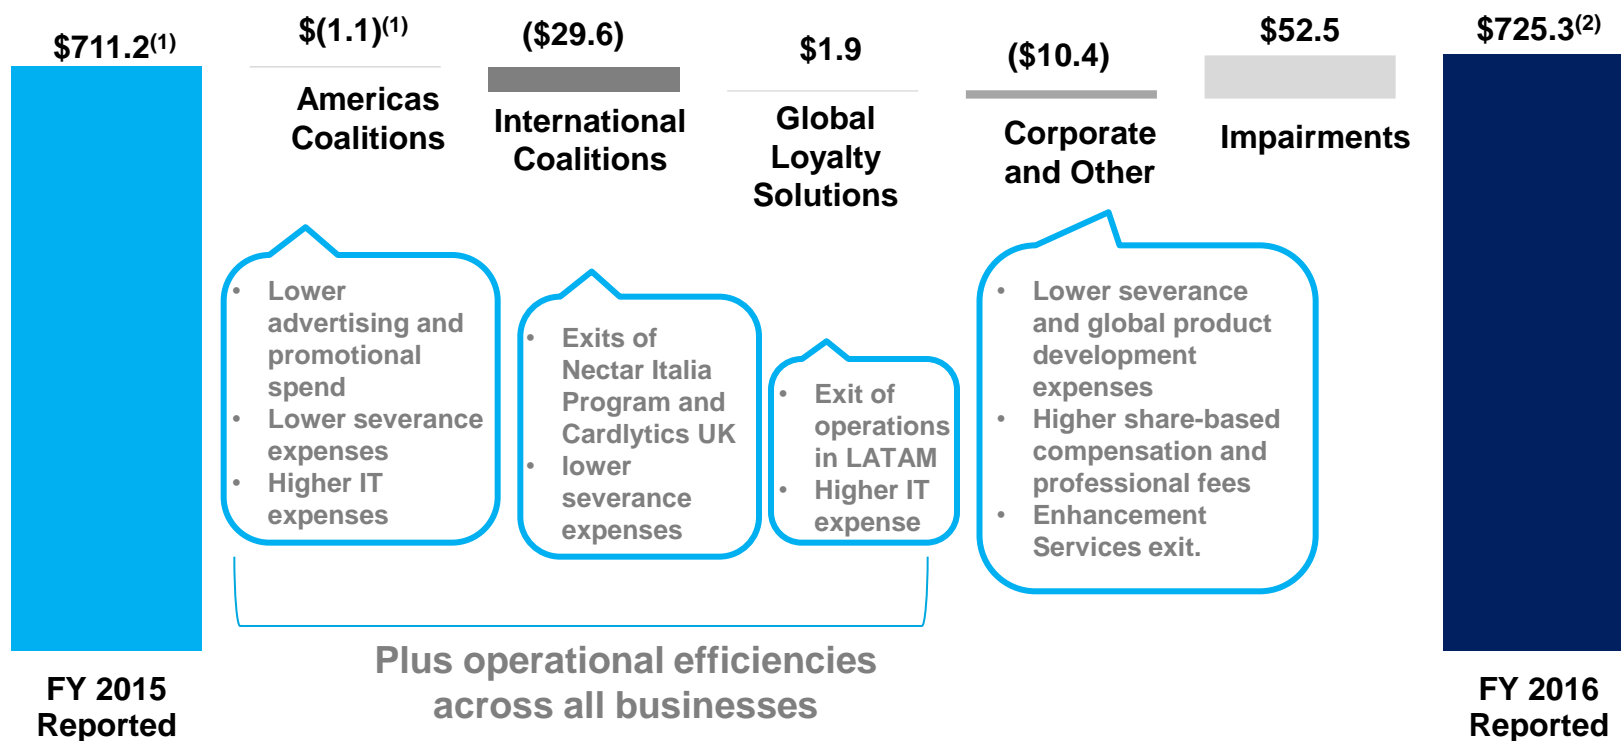 $711.2(1)
$(1.1)(1)
($29.6)
$1.9
($10.4)
$52.5
$725.3(2)
Americas
Coalitions
International
Coalitions
Global
Loyalty
Solutions
Corporate
and Other
Impairments
• Lower
advertising and
promotional
spend
• Lower severance
expenses
• Higher IT
expenses
• Exits of
Nectar Italia
Program and
Cardlytics UK
• lower
severance
expenses
• Exit of
operations
in LATAM
• Higher IT
expense
• Lower severance
and global product
development
expenses
• Higher share-based
compensation and
professional fees
• Enhancement
Services exit.
Plus operational efficiencies
across all businesses
FY 2015
Reported
FY 2016
Reported